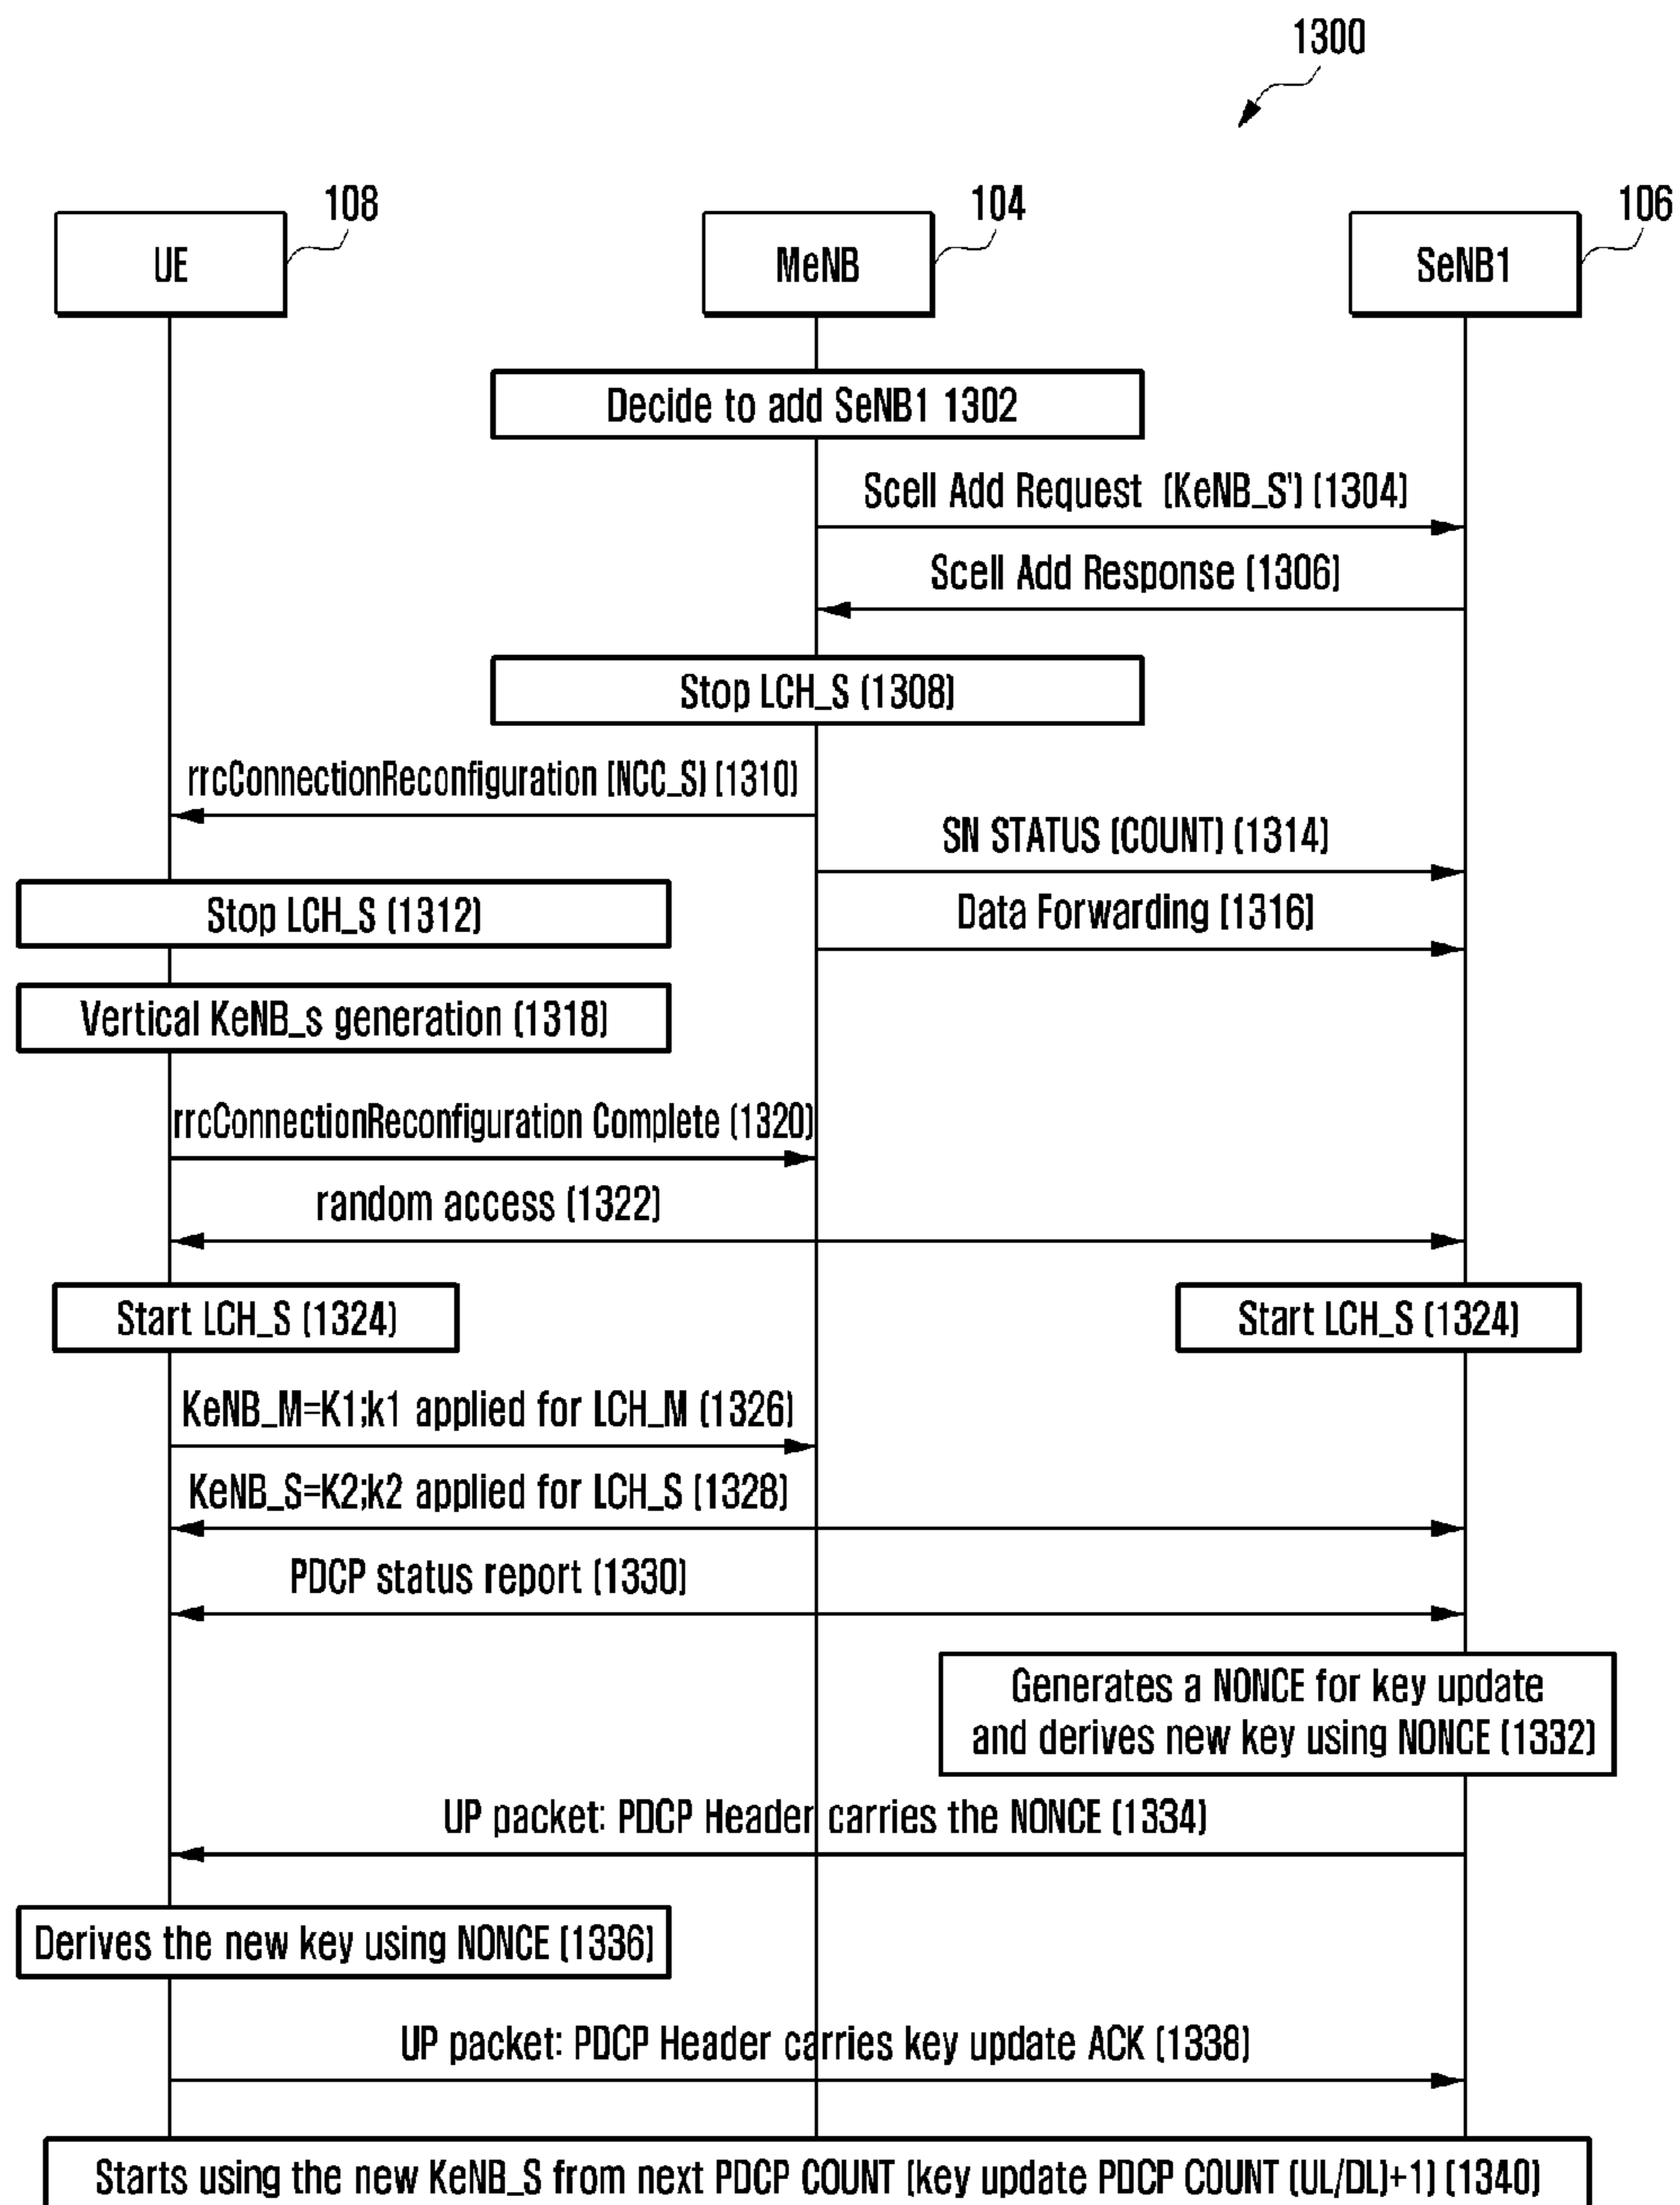 1300
108
104
106
UE
MeNB
SeNB1
Decide to add SeNB1 1302
Scell Add Request (KeNB_S') (1304)
Scell Add Response (1306)
Stop LCH_S (1308)
rrcConnectionReconfiguration (NCC_S) (1310)
SN STATUS (COUNT) (1314)
Stop LCH_S (1312)
Data Forwarding (1316)
Vertical KeNB_s generation (1318)
rrcConnectionReconfiguration Complete (1320)
random access (1322)
Start LCH_S (1324)
Start LCH_S (1324)
KeNB_M=K1;k1 applied for LCH_M (1326)
KeNB_S=K2;k2 applied for LCH_S (1328)
PDCP status report (1330)
Generates a NONCE for key update
and derives new key using NONCE (1332)
UP packet: PDCP Header carries the NONCE (1334)
Derives the new key using NONCE (1336)
UP packet: PDCP Header carries key update ACK (1338)
Starts using the new KeNB_S from next PDCP COUNT (key update PDCP COUNT (UL/DL)+1) (1340)